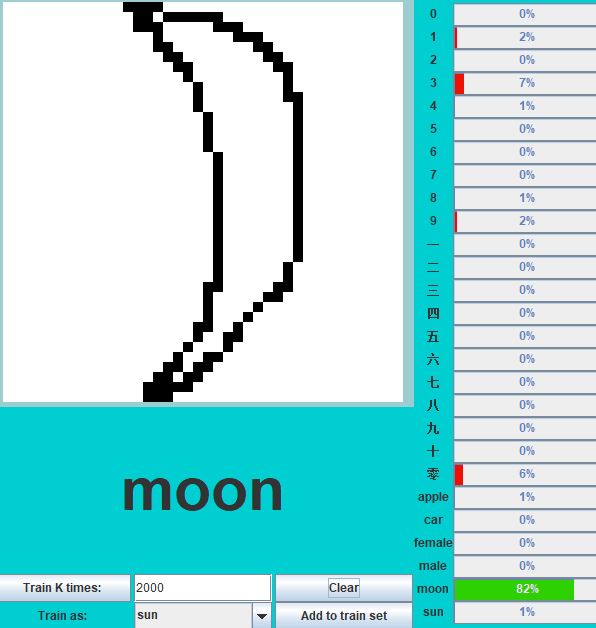 0 0%
1 2%
2 0%
3 7%
4 1%
5 0%
6 0%
7 0%
8 1%
9 2%
一 0%
二 0%
三 0%
四 0%
五 0%
六 0%
七 0%
八 0%
九 0%
十 0%
零 6%
apple 1%
car 0%
female 0%
male 0%
moon 82%
sun 1%
moon
Train K times: 2000 Clear
Train as: sun Add to train set